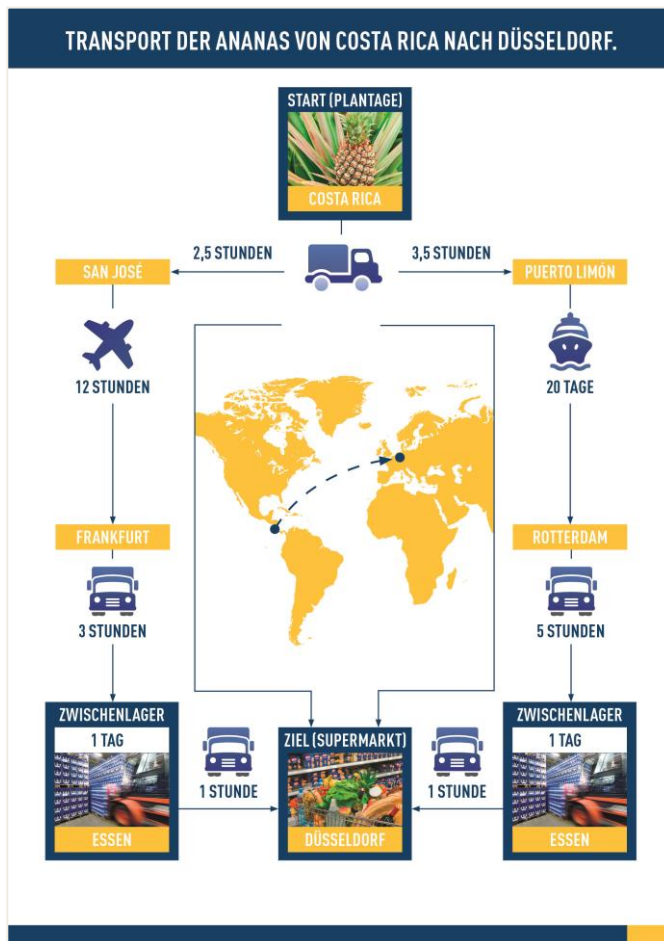 TRANSPORT DER ANANAS VON COSTA RICA NACH DÜSSELDORF.
START (PLANTAGE)
COSTA RICA
2,5 STUNDEN
3,5 STUNDEN
SAN JOSÉ
PUERTO LIMÓN
12 STUNDEN
20 TAGE
FRANKFURT
ROTTERDAM
3 STUNDEN
5 STUNDEN
ZWISCHENLAGER
1 TAG
ESSEN
1 STUNDE
ZIEL (SUPERMARKT)
DÜSSELDORF
1 STUNDE
ZWISCHENLAGER
1 TAG
ESSEN